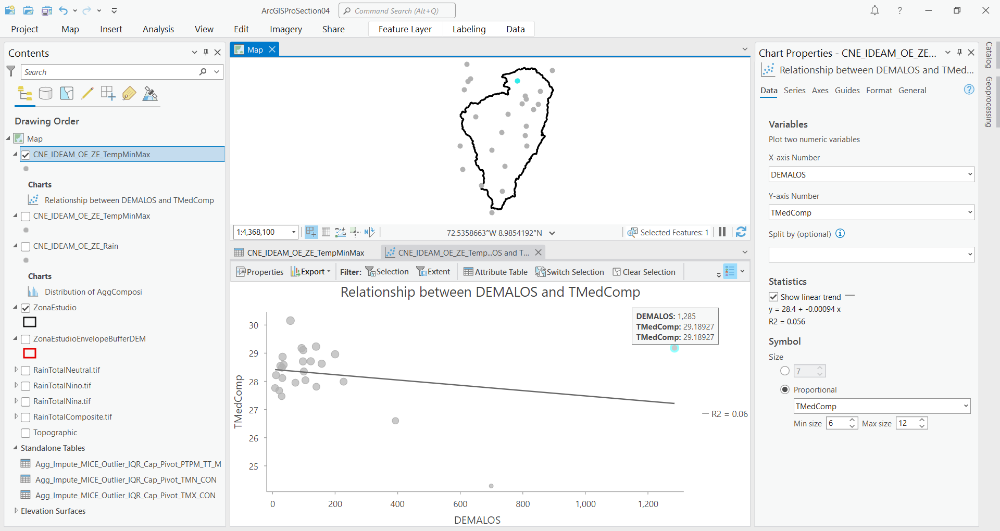 ArcGISProSection04
Command Search (Alt+Q)
?
Project Map Insert Analysis View Edit Imagery Share Feature Layer Labeling Data
Contents
Search
Drawing Order
Map
CNE_IDEAM_OE_ZE_TempMinMax
Charts
Relationship between DEMALOS and TMedComp
CNE_IDEAM_OE_ZE_TempMinMax
CNE_IDEAM_OE_ZE_Rain
Charts
Distribution of AggComposi
ZonaEstudio
ZonaEstudioEnvelopeBufferDEM
RainTotalNeutral.tif
RainTotalNino.tif
RainTotalNina.tif
RainTotalComposite.tif
Topographic
Standalone Tables
Agg_Impute_MICE_Outlier_IQR_Cap_Pivot_PTPM_TT_M
Agg_Impute_MICE_Outlier_IQR_Cap_Pivot_TMN_CON
Agg_Impute_MICE_Outlier_IQR_Cap_Pivot_TMX_CON
Elevation Surfaces
Map
1:4,368,100
N
72.5358663°W 8.9854192°N
Selected Features: 1
CNE_IDEAM_OE_ZE_TempMinMax
CNE_IDEAM_OE_ZE_Temp...OS and T...
Properties Export Filter: Selection Extent Attribute Table Switch Selection Clear Selection
Relationship between DEMALOS and TMedComp
DEMALOS: 1,285
TMedComp: 29.18927
TMedComp: 29.18927
30
29
28
27
26
25
TMedComp
R2 = 0.06
0 200 400 600 800 1,000 1,200
DEMALOS
Chart Properties - CNE_IDEAM_OE_ZE...
Relationship between DEMALOS and TMed...
Data Series Axes Guides Format General
?
Variables
Plot two numeric variables
X-axis Number
DEMALOS
Y-axis Number
TMedComp
Split by (optional)
Statistics
Show linear trend
y = 28.4 + -0.00094 x
R2 = 0.056
Symbol
Size
7
Proportional
TMedComp
Min size 6 Max size 12
Catalog
Geoprocessing